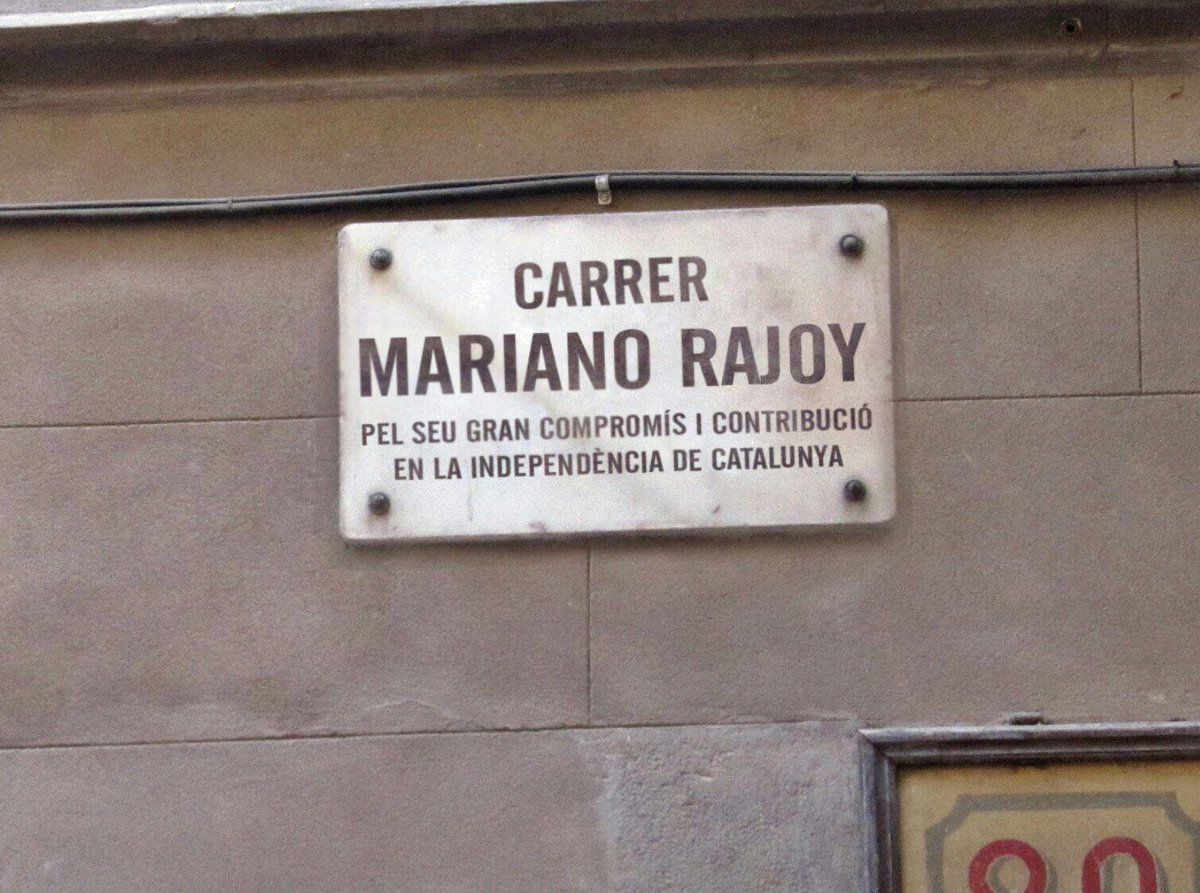 CARRER
MARIANO RAJOY
PEL SEU GRAN COMPROMÍS I CONTRIBUCIÓ
EN LA INDEPENDÈNCIA DE CATALUNYA